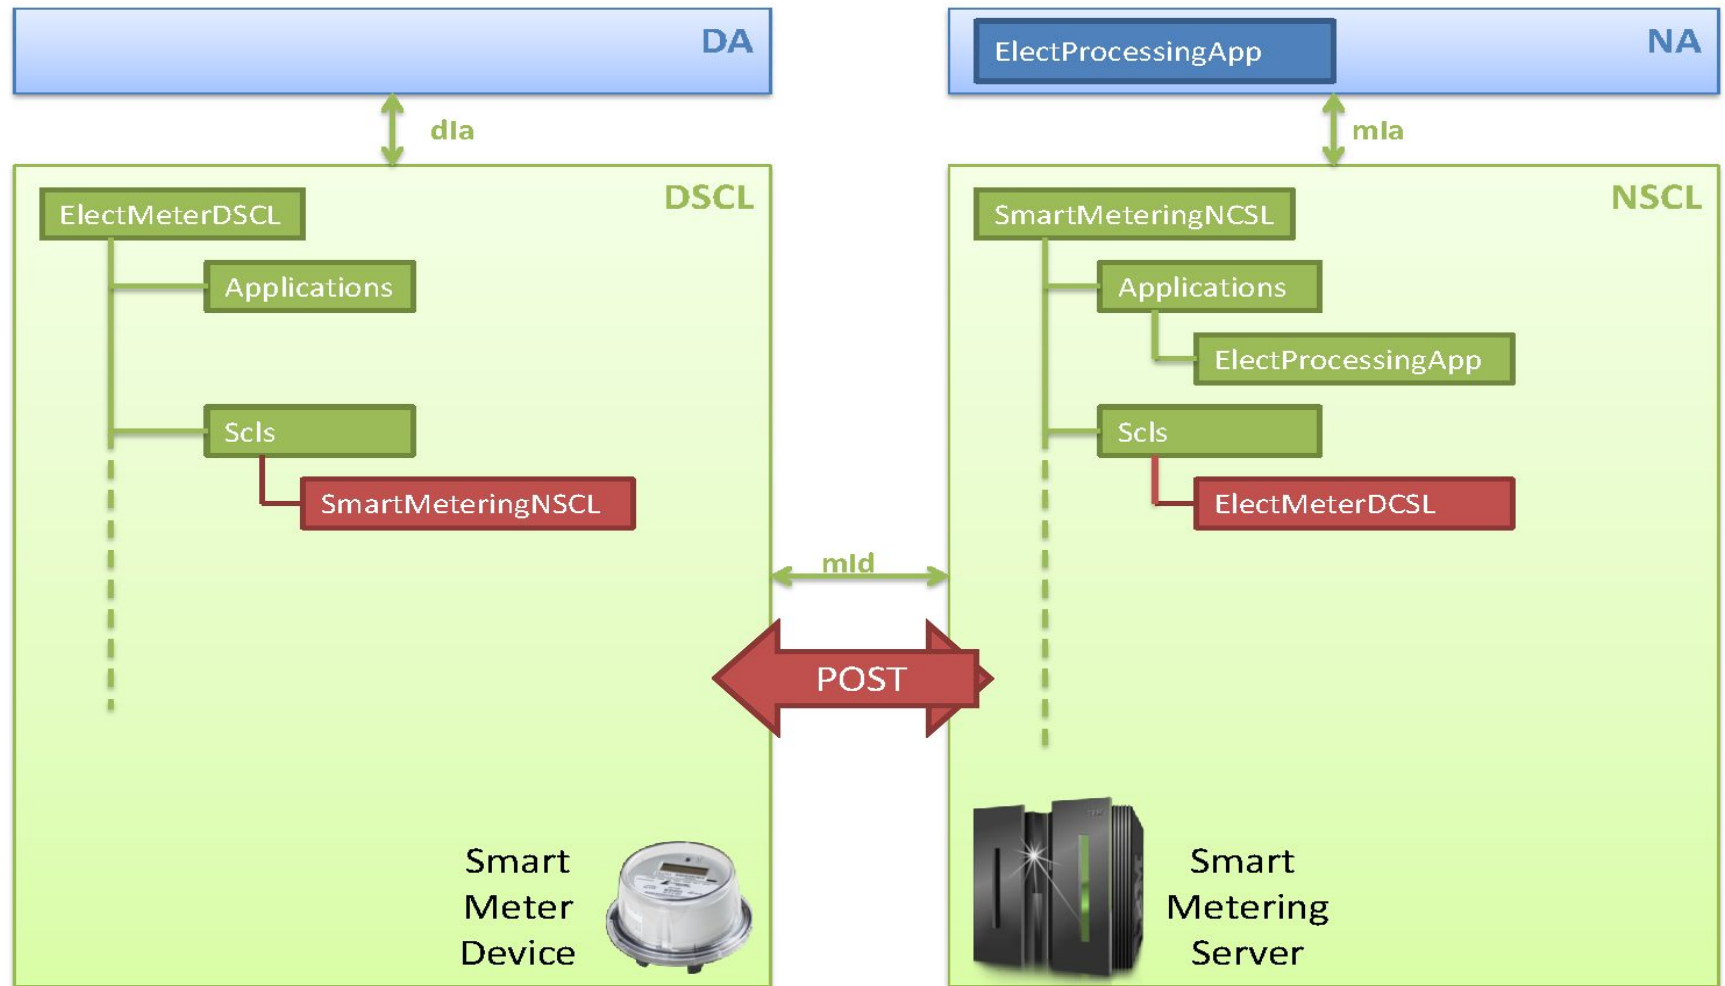 DA
ElectProcessingApp
NA
dIa
mIa
DSCL
NSCL
ElectMeterDSCL
SmartMeteringNCSL
Applications
Applications
ElectProcessingApp
Scls
Scls
SmartMeteringNSCL
ElectMeterDCSL
mId
POST
Smart
Meter
Device
Smart
Metering
Server